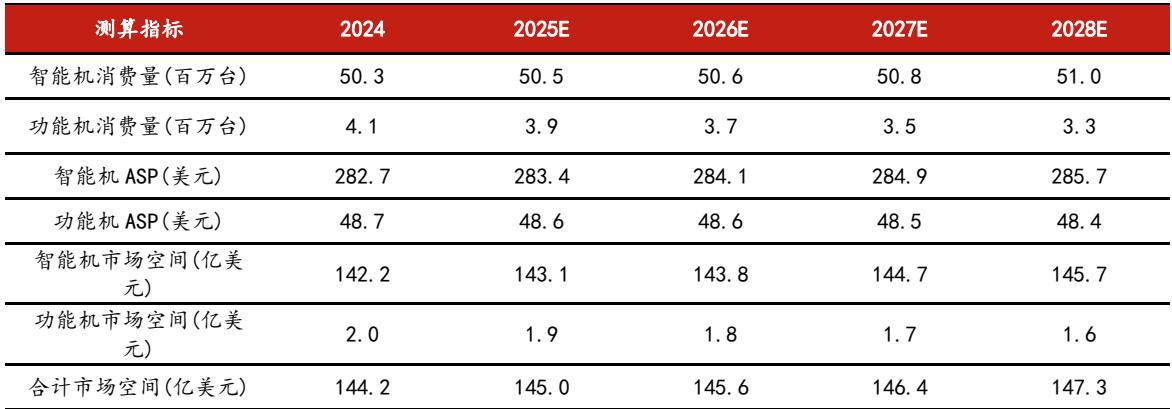 测算指标 2024 2025E 2026E 2027E 2028E
智能机消费量(百万台) 50.3 50.5 50.6 50.8 51.0
功能机消费量(百万台) 4.1 3.9 3.7 3.5 3.3
智能机 ASP(美元) 282.7 283.4 284.1 284.9 285.7
功能机 ASP(美元) 48.7 48.6 48.6 48.5 48.4
智能机市场空间(亿美
元) 142.2 143.1 143.8 144.7 145.7
功能机市场空间(亿美
元) 2.0 1.9 1.8 1.7 1.6
合计市场空间(亿美元) 144.2 145.0 145.6 146.4 147.3